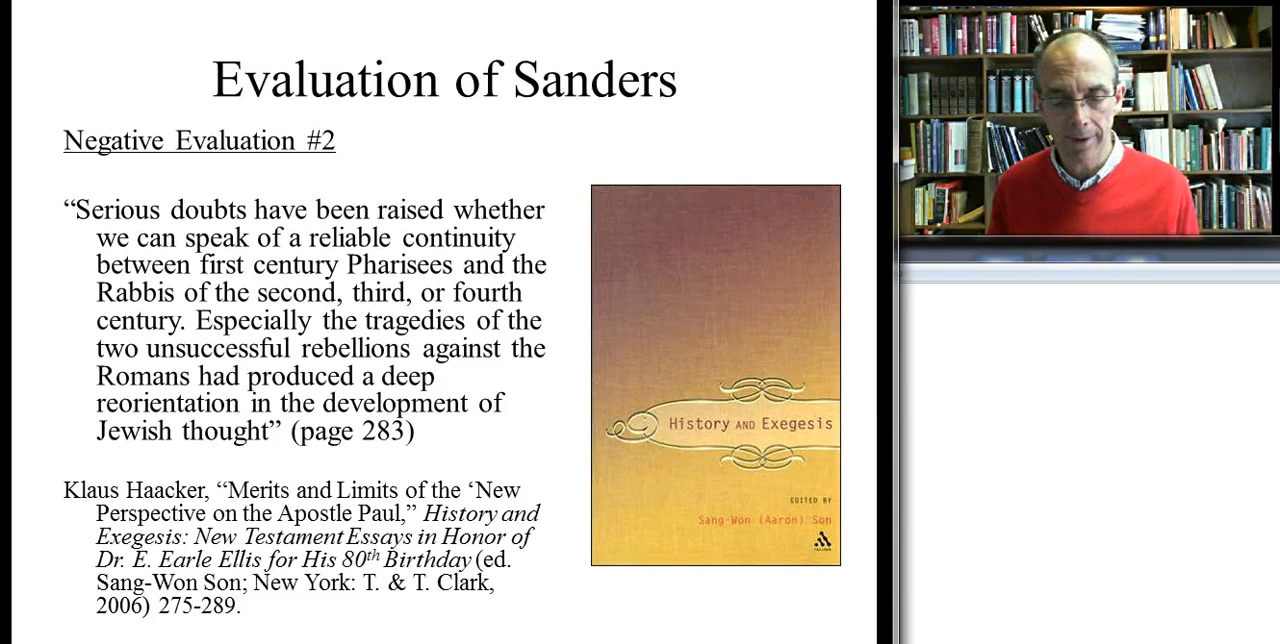 Evaluation of Sanders
Negative Evaluation #2
“Serious doubts have been raised whether
we can speak of a reliable continuity
between first century Pharisees and the
Rabbis of the second, third, or fourth
century. Especially the tragedies of the
two unsuccessful rebellions against the
Romans had produced a deep
reorientation in the development of
Jewish thought” (page 283)
Klaus Haacker, “Merits and Limits of the ‘New
Perspective on the Apostle Paul,” History and
Exegesis: New Testament Essays in Honor of
Dr. E. Earle Ellis for His 80th Birthday (ed.
Sang-Won Son; New York: T. & T. Clark,
2006) 275-289.
History AND Exegesis
EDITED BY
Sang-Won (Aaron) Son